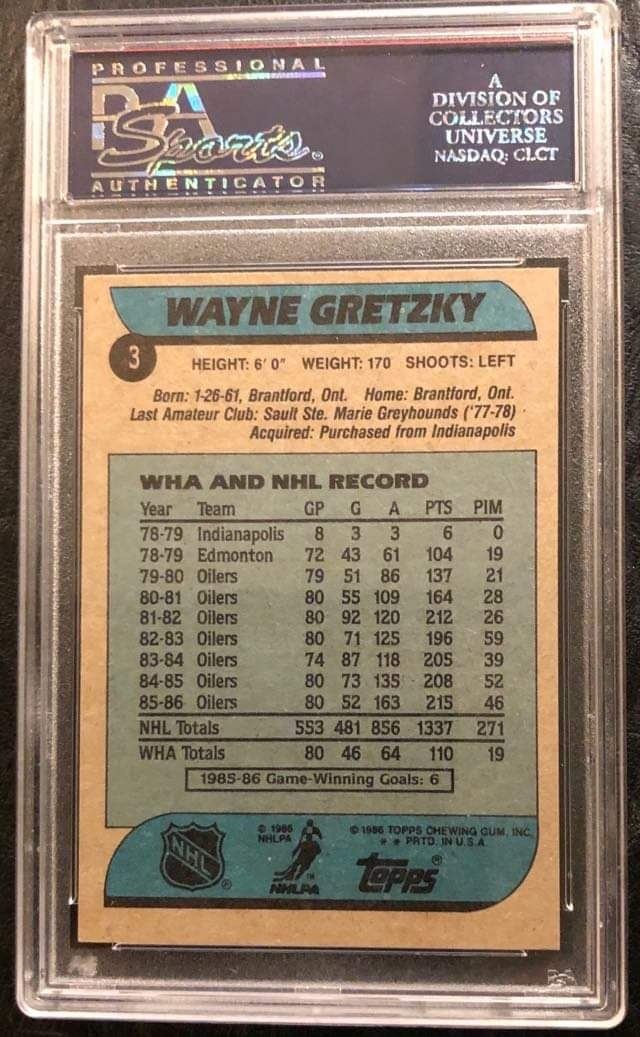 PROFESSIONAL
PSA
Sports®
AUTHENTICATOR
A
DIVISION OF
COLLECTORS
UNIVERSE
NASDAQ: CLCT
WAYNE GRETZKY
3
HEIGHT: 6' 0" WEIGHT: 170 SHOOTS: LEFT
Born: 1-26-61, Brantford, Ont. Home: Brantford, Ont.
Last Amateur Club: Sault Ste. Marie Greyhounds ('77-78)
Acquired: Purchased from Indianapolis
WHA AND NHL RECORD
Year Team GP G A PTS PIM
78-79 Indianapolis 8 3 3 6 0
78-79 Edmonton 72 43 61 104 19
79-80 Oilers 79 51 86 137 21
80-81 Oilers 80 55 109 164 28
81-82 Oilers 80 92 120 212 26
82-83 Oilers 80 71 125 196 59
83-84 Oilers 74 87 118 205 39
84-85 Oilers 80 73 135 208 52
85-86 Oilers 80 52 163 215 46
NHL Totals 553 481 856 1337 271
WHA Totals 80 46 64 110 19
1985-86 Game-Winning Goals: 6
NHL ®
© 1986
NHLPA
TM
NHLPA
© 1986 TOPPS CHEWING GUM, INC.
* * PRTD. IN U.S.A.
Topps®